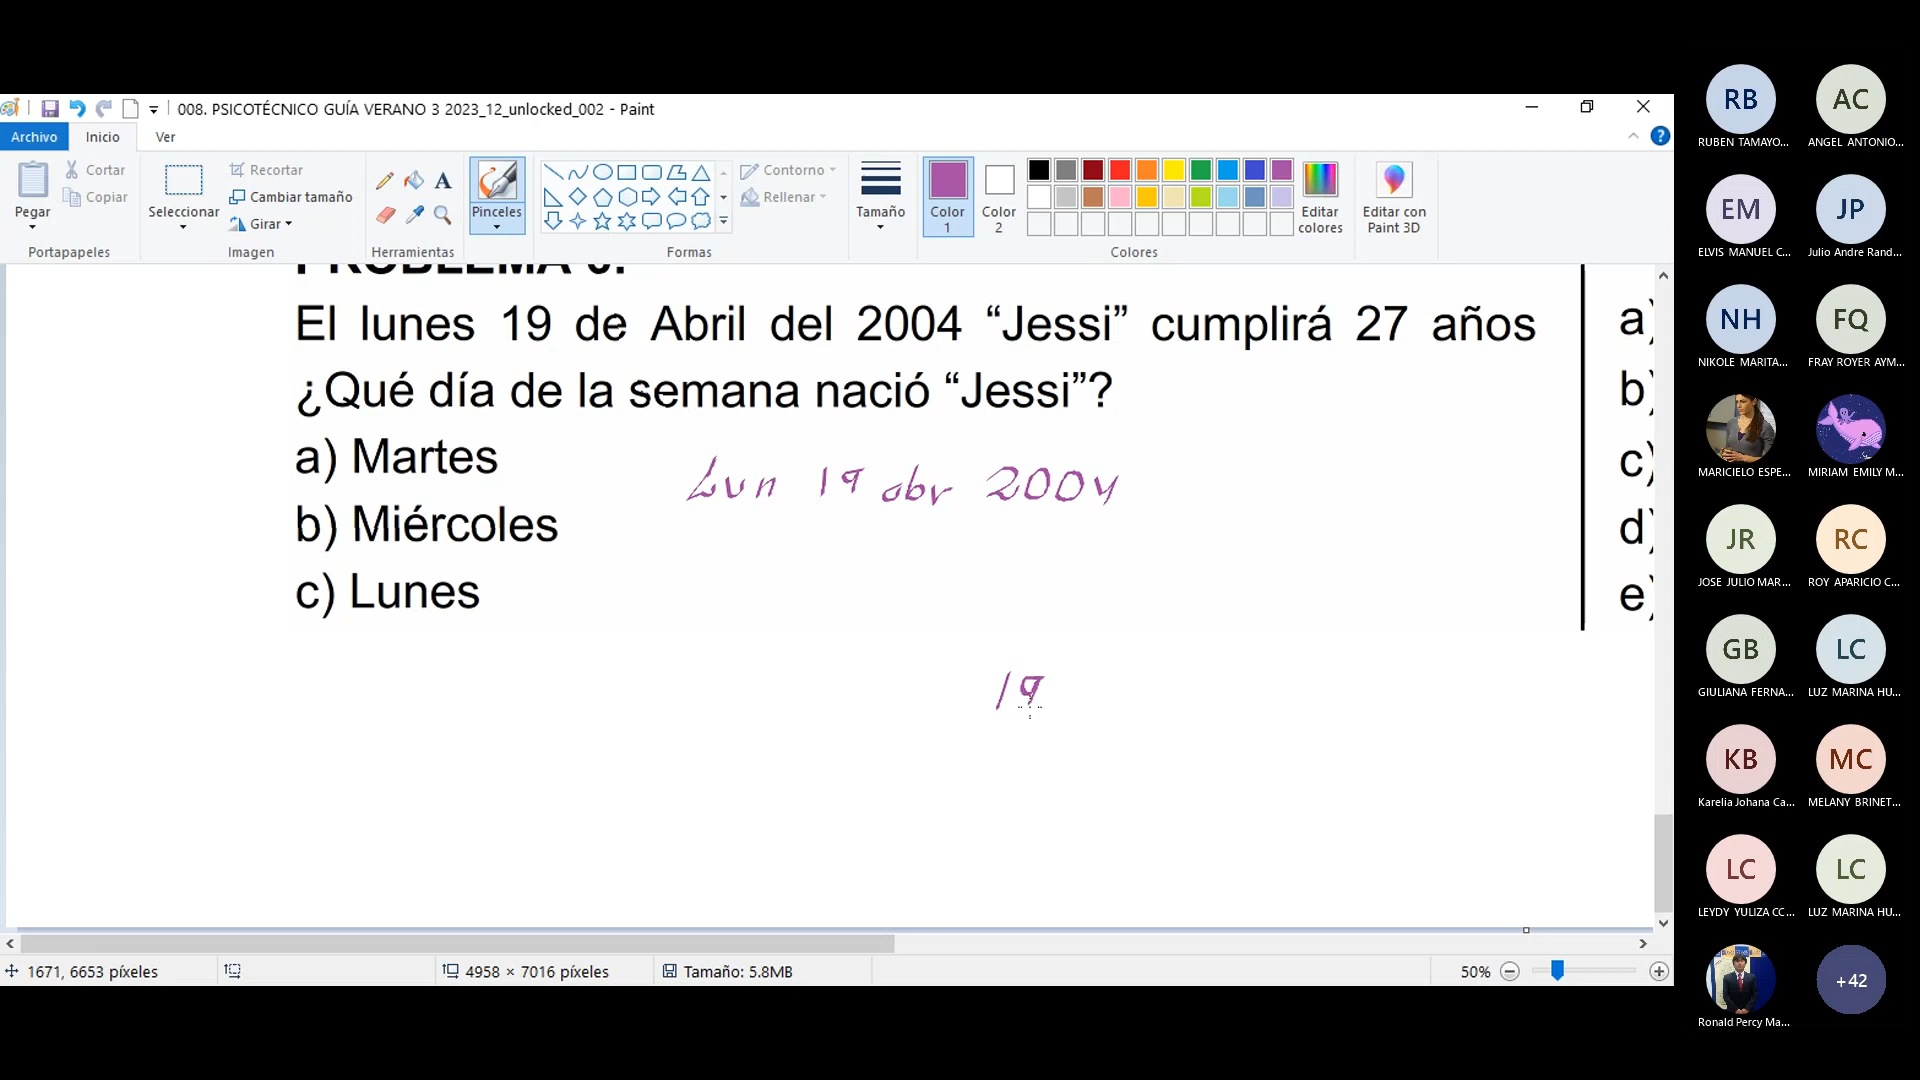 008. PSICOTÉCNICO GUÍA VERANO 3 2023_12_unlocked_002 - Paint
Archivo Inicio Ver
Pegar
Cortar
Copiar
Portapapeles
Seleccionar
Recortar
Cambiar tamaño
Girar
Imagen
A
Herramientas
Pinceles
Formas
Contorno
Rellenar
Tamaño
Color 1
Color 2
Editar colores
Editar con Paint 3D
Colores
El lunes 19 de Abril del 2004 “Jessi” cumplirá 27 años
¿Qué día de la semana nació “Jessi”?
a) Martes
b) Miércoles
c) Lunes
Lun 19 abr 2004
19
a)
b)
c)
d)
e)
1671, 6653 píxeles
4958 × 7016 píxeles
Tamaño: 5.8MB
50%
RB AC
RUBEN TAMAYO... ANGEL ANTONIO...
EM JP
ELVIS MANUEL C... Julio Andre Rand...
NH FQ
NIKOLE MARITA... FRAY ROYER AYM...
MARICIELO ESPE... MIRIAM EMILY M...
JR RC
JOSE JULIO MAR... ROY APARICIO C...
GB LC
GIULIANA FERNA... LUZ MARINA HU...
KB MC
Karelia Johana Ca... MELANY BRINET...
LC LC
LEYDY YULIZA CC... LUZ MARINA HU...
+42
Ronald Percy Ma...